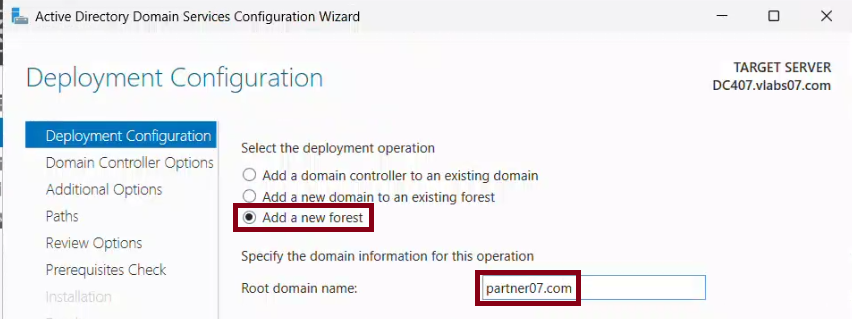 Active Directory Domain Services Configuration Wizard
Deployment Configuration
TARGET SERVER
DC407.vlabs07.com
Deployment Configuration
Domain Controller Options
Additional Options
Paths
Review Options
Prerequisites Check
Installation
Select the deployment operation
Add a domain controller to an existing domain
Add a new domain to an existing forest
Add a new forest
Specify the domain information for this operation
Root domain name:
partner07.com